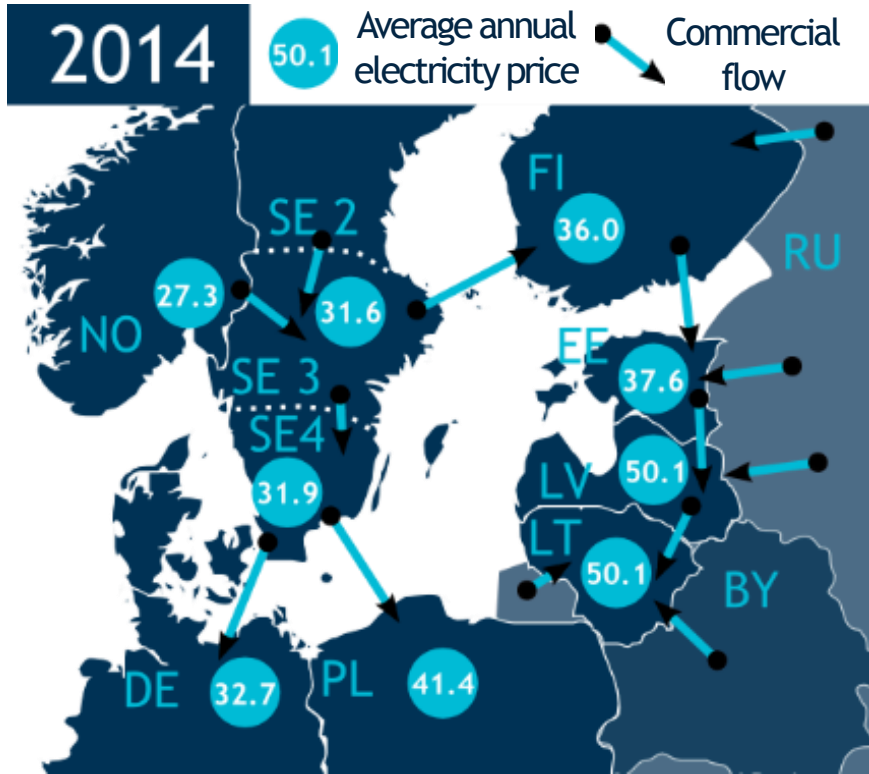 2014
50.1
Average annual
electricity price
Commercial
flow
FI
SE 2
36.0
RU
27.3
31.6
NO
EE
SE 3
37.6
SE4
LV
50.1
31.9
LT
50.1
BY
DE
32.7
PL
41.4